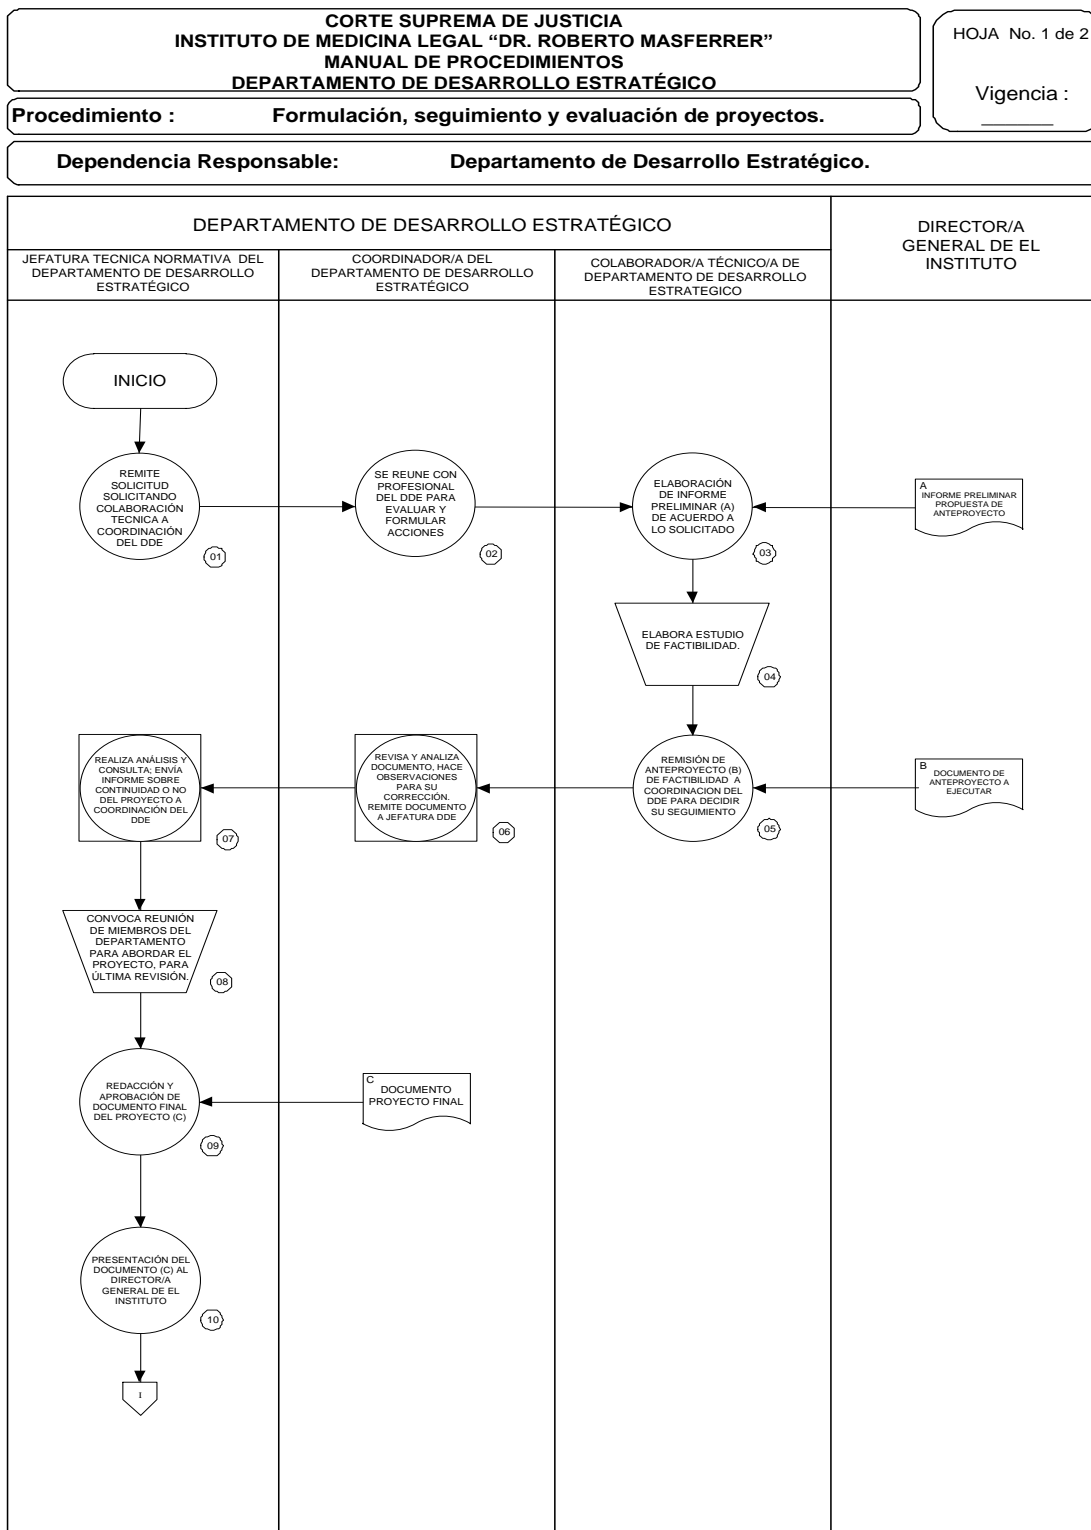 CORTE SUPREMA DE JUSTICIA
INSTITUTO DE MEDICINA LEGAL “DR. ROBERTO MASFERRER”
MANUAL DE PROCEDIMIENTOS
DEPARTAMENTO DE DESARROLLO ESTRATÉGICO
HOJA No. 1 de 2
Vigencia :
Procedimiento : Formulación, seguimiento y evaluación de proyectos.
Dependencia Responsable: Departamento de Desarrollo Estratégico.
DEPARTAMENTO DE DESARROLLO ESTRATÉGICO
DIRECTOR/A
GENERAL DE EL
INSTITUTO
JEFATURA TECNICA NORMATIVA DEL
DEPARTAMENTO DE DESARROLLO
ESTRATÉGICO
COORDINADOR/A DEL
DEPARTAMENTO DE DESARROLLO
ESTRATÉGICO
COLABORADOR/A TÉCNICO/A DE
DEPARTAMENTO DE DESARROLLO
ESTRATEGICO
INICIO
REMITE
SOLICITUD
SOLICITANDO
COLABORACIÓN
TECNICA A
COORDINACIÓN
DEL DDE
01
SE REUNE CON
PROFESIONAL
DEL DDE PARA
EVALUAR Y
FORMULAR
ACCIONES
02
ELABORACIÓN
DE INFORME
PRELIMINAR (A)
DE ACUERDO A
LO SOLICITADO
03
A
INFORME PRELIMINAR
PROPUESTA DE
ANTEPROYECTO
ELABORA ESTUDIO
DE FACTIBILIDAD.
04
REMISIÓN DE
ANTEPROYECTO (B)
DE FACTIBILIDAD A
COORDINACION DEL
DDE PARA DECIDIR
SU SEGUIMIENTO
05
B
DOCUMENTO DE
ANTEPROYECTO A
EJECUTAR
REVISA Y ANALIZA
DOCUMENTO, HACE
OBSERVACIONES
PARA SU
CORRECCIÓN.
REMITE DOCUMENTO
A JEFATURA DDE
06
REALIZA ANÁLISIS Y
CONSULTA; ENVÍA
INFORME SOBRE
CONTINUIDAD O NO
DEL PROYECTO A
COORDINACIÓN DEL
DDE
07
CONVOCA REUNIÓN
DE MIEMBROS DEL
DEPARTAMENTO
PARA ABORDAR EL
PROYECTO, PARA
ÚLTIMA REVISIÓN.
08
REDACCIÓN Y
APROBACIÓN DE
DOCUMENTO FINAL
DEL PROYECTO (C)
09
C
DOCUMENTO
PROYECTO FINAL
PRESENTACIÓN DEL
DOCUMENTO (C) AL
DIRECTOR/A
GENERAL DE EL
INSTITUTO
10
I